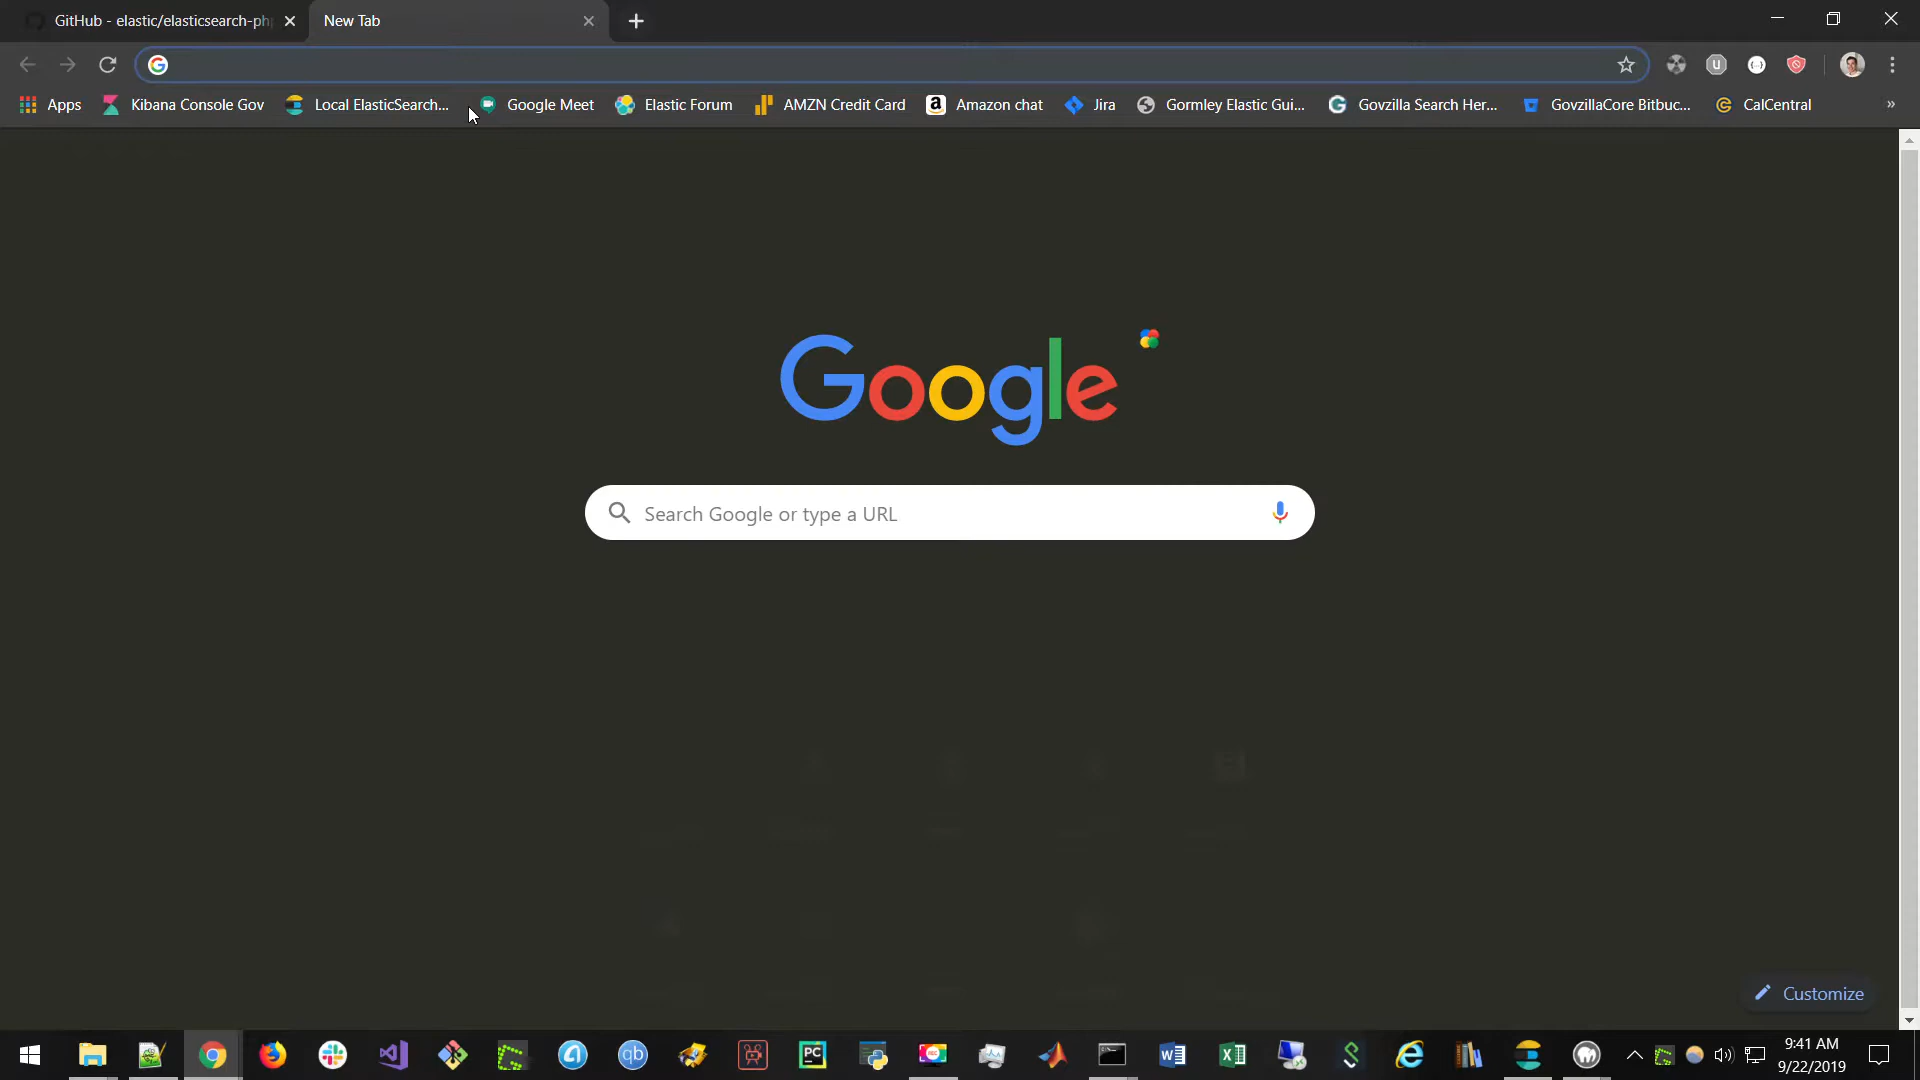 GitHub - elastic/elasticsearch-ph
New Tab
Apps
Kibana Console Gov
Local ElasticSearch...
Google Meet
Elastic Forum
AMZN Credit Card
Amazon chat
Jira
Gormley Elastic Gui...
Govzilla Search Her...
GovzillaCore Bitbuc...
CalCentral
»
Google
Search Google or type a URL
Customize
9:41 AM
9/22/2019